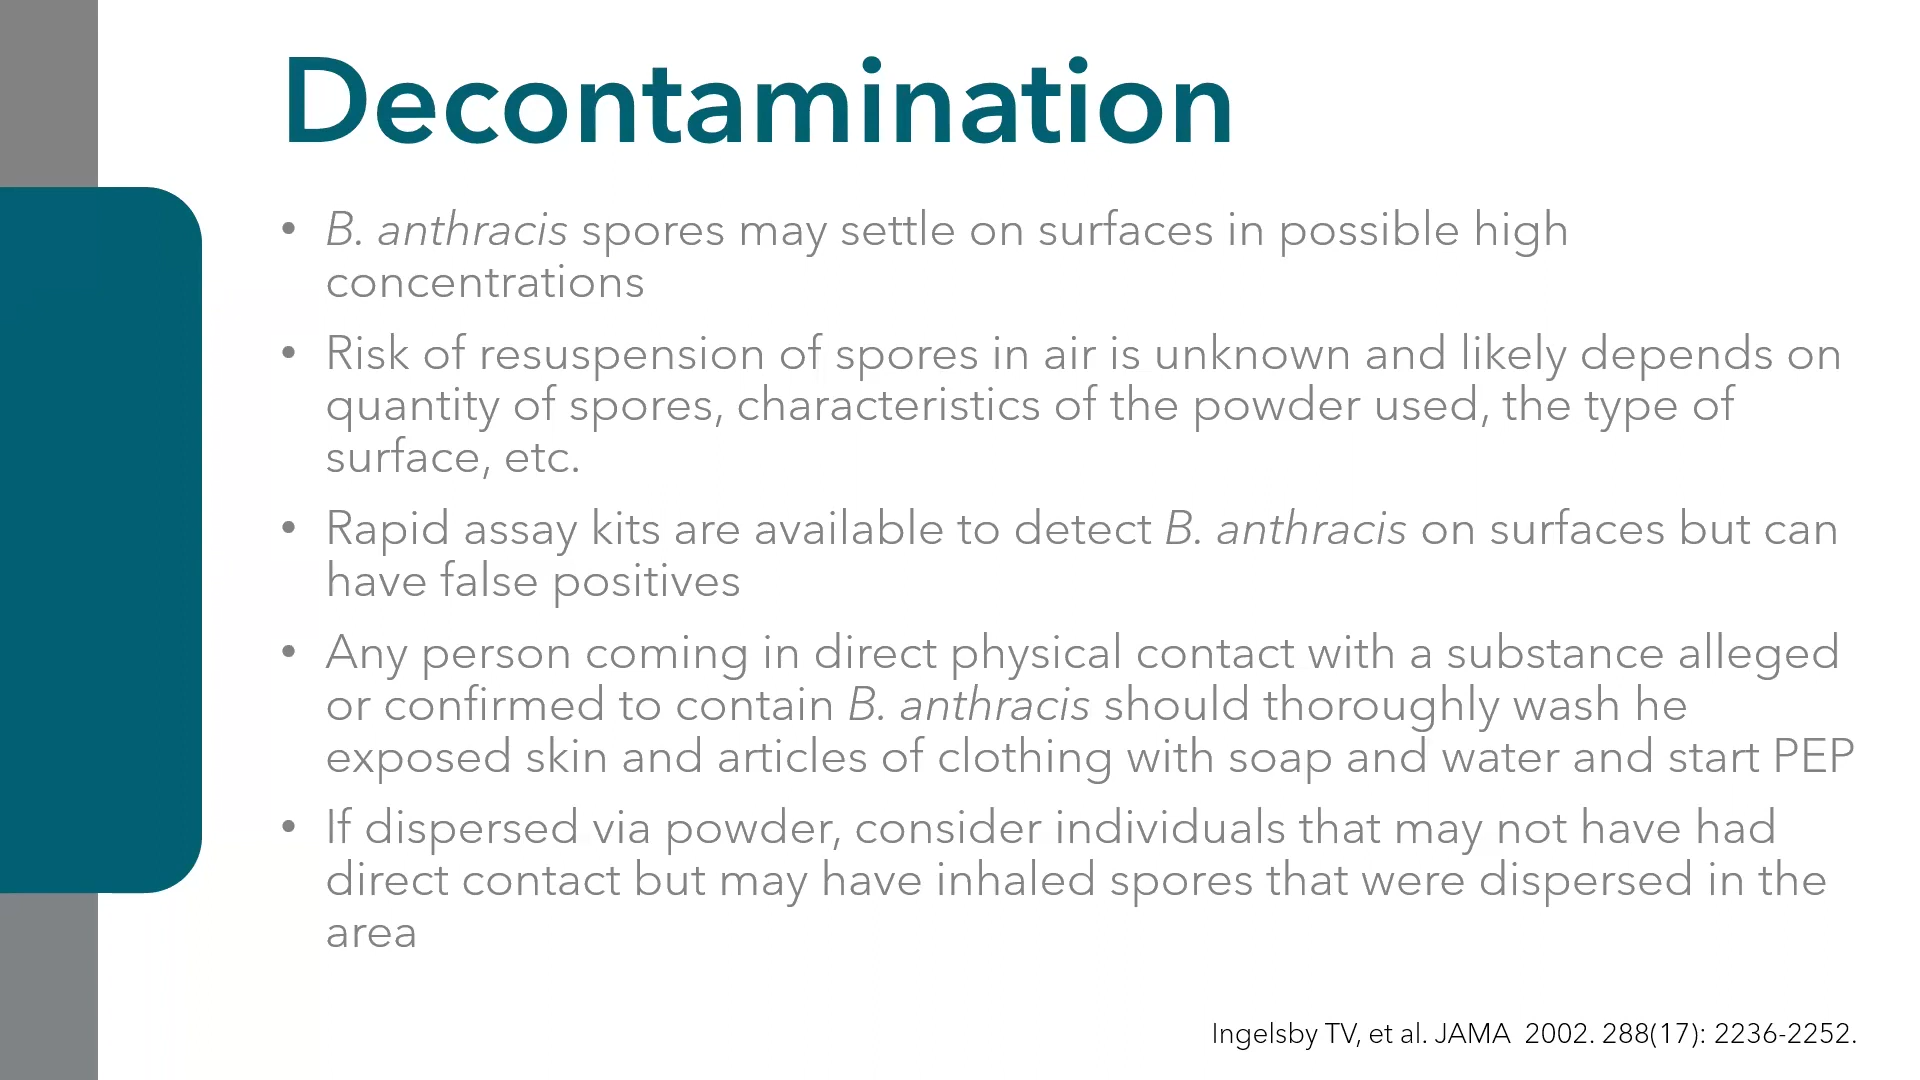 Decontamination
• B. anthracis spores may settle on surfaces in possible high
concentrations
• Risk of resuspension of spores in air is unknown and likely depends on
quantity of spores, characteristics of the powder used, the type of
surface, etc.
• Rapid assay kits are available to detect B. anthracis on surfaces but can
have false positives
• Any person coming in direct physical contact with a substance alleged
or confirmed to contain B. anthracis should thoroughly wash he
exposed skin and articles of clothing with soap and water and start PEP
• If dispersed via powder, consider individuals that may not have had
direct contact but may have inhaled spores that were dispersed in the
area
Ingelsby TV, et al. JAMA 2002. 288(17): 2236-2252.